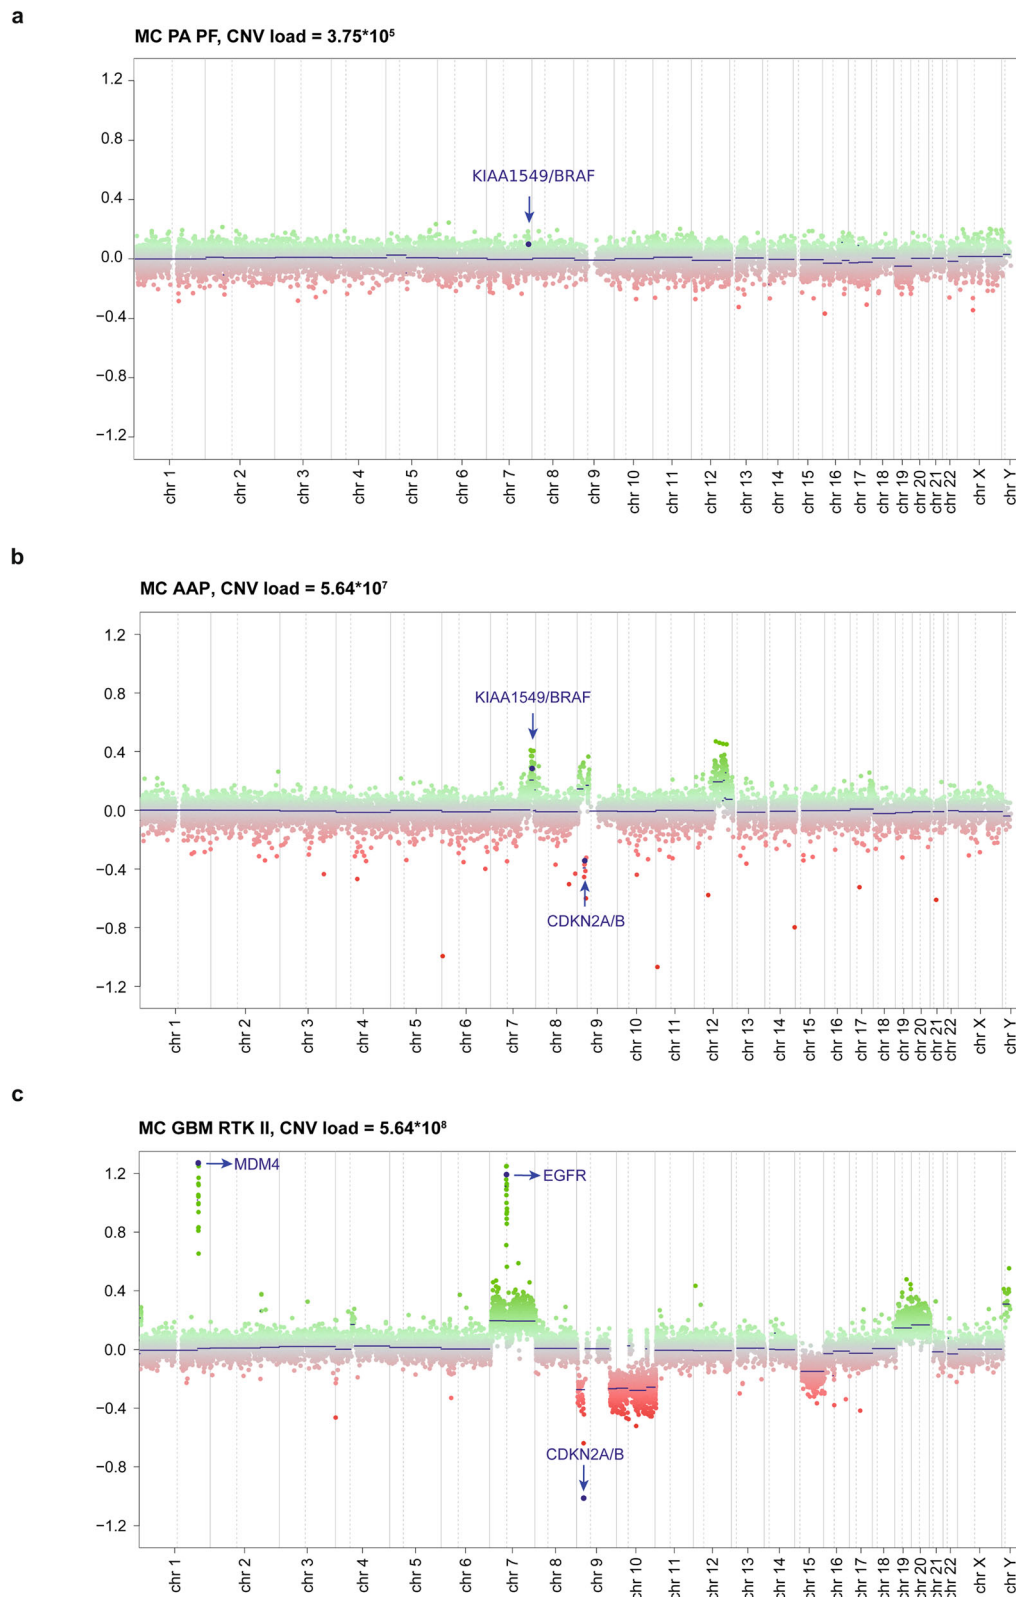 a
MC PA PF, CNV load = 3.75*10⁵
1.2
0.8
KIAA1549/BRAF
0.4
0.0
−0.4
−0.8
−1.2
chr 1 chr 2 chr 3 chr 4 chr 5 chr 6 chr 7 chr 8 chr 9 chr 10 chr 11 chr 12 chr 13 chr 14 chr 15 chr 16 chr 17 chr 18 chr 19 chr 20 chr 21 chr 22 chr X chr Y
b
MC AAP, CNV load = 5.64*10⁷
1.2
0.8
KIAA1549/BRAF
0.4
0.0
−0.4
CDKN2A/B
−0.8
−1.2
chr 1 chr 2 chr 3 chr 4 chr 5 chr 6 chr 7 chr 8 chr 9 chr 10 chr 11 chr 12 chr 13 chr 14 chr 15 chr 16 chr 17 chr 18 chr 19 chr 20 chr 21 chr 22 chr X chr Y
c
MC GBM RTK II, CNV load = 5.64*10⁸
MDM4
1.2
EGFR
0.8
0.4
0.0
−0.4
CDKN2A/B
−0.8
−1.2
chr 1 chr 2 chr 3 chr 4 chr 5 chr 6 chr 7 chr 8 chr 9 chr 10 chr 11 chr 12 chr 13 chr 14 chr 15 chr 16 chr 17 chr 18 chr 19 chr 20 chr 21 chr 22 chr X chr Y